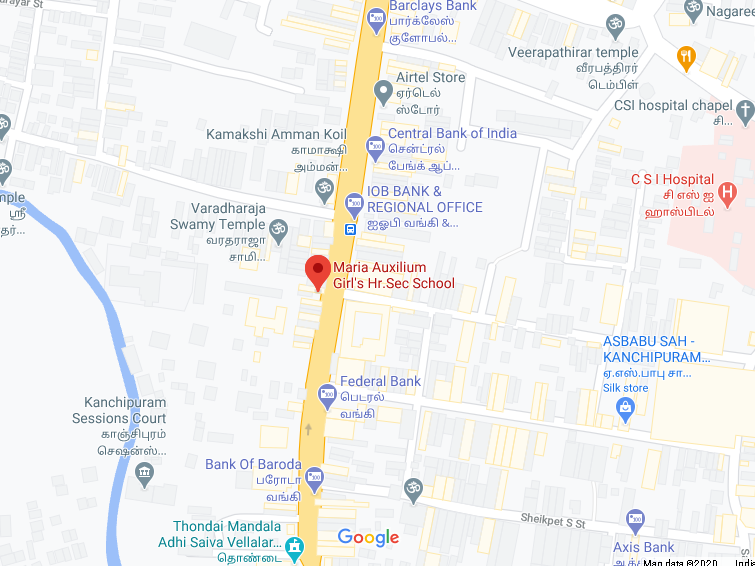 arayar St
Barclays Bank
பார்க்லேஸ்
குளோபல்...
Nagaree
Veerapathirar temple
வீரபத்திரர்
டெம்பிள்
Airtel Store
ஏர்டெல்
ஸ்டோர்
CSI hospital chapel
சி...
Kamakshi Amman Koil
காமாக்ஷி
அம்மன்...
Central Bank of India
சென்ட்ரல்
பேங்க் ஆப்...
C S I Hospital
சி எஸ் ஐ
ஹாஸ்பிடல்
IOB BANK &
REGIONAL OFFICE
ஐஓபி வங்கி &...
mple
ஸ்ரீ
தர்...
Varadharaja
Swamy Temple
வரதராஜா
சாமி...
Maria Auxilium
Girl's Hr.Sec School
ASBABU SAH -
KANCHIPURAM...
ஏ.எஸ்.பாபு சா...
Silk store
Federal Bank
பெடரல்
வங்கி
Kanchipuram
Sessions Court
காஞ்சிபுரம்
செஷன்ஸ்...
Bank Of Baroda
பரோடா
வங்கி
Sheikpet S St
Thondai Mandala
Adhi Saiva Vellalar...
தொண்டை
Google
Axis Bank
Map data ©2020
Indi